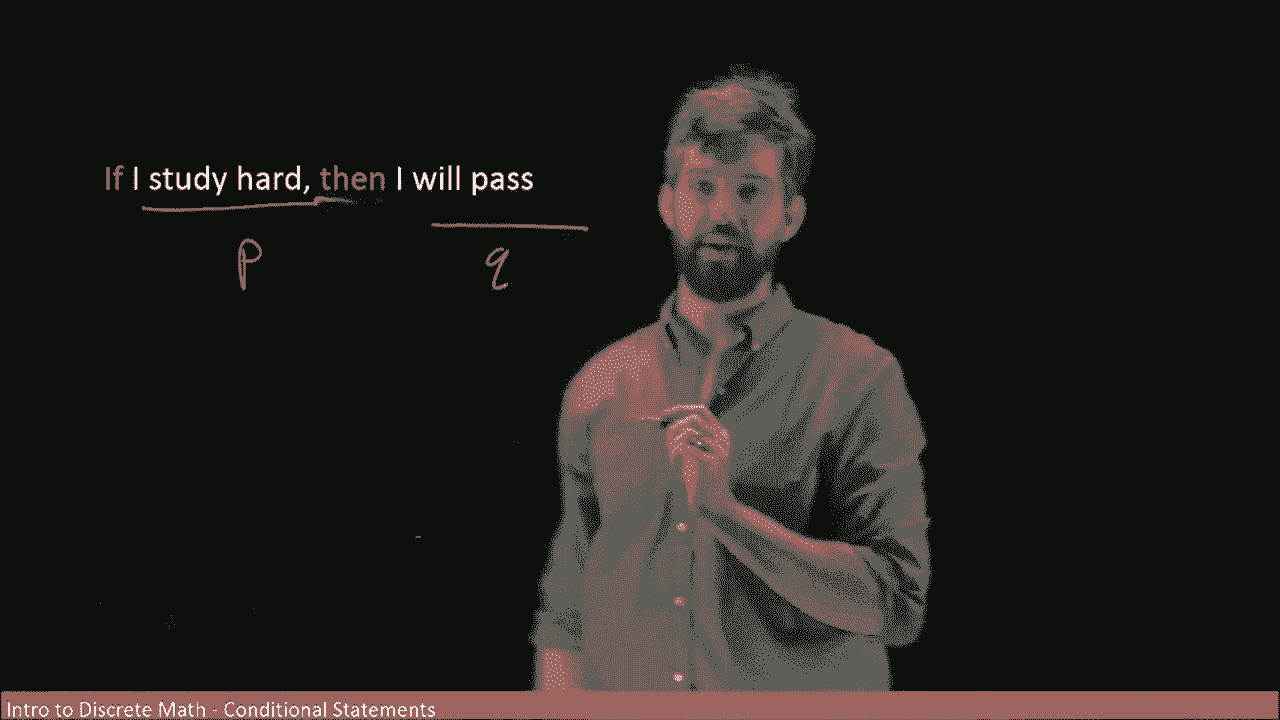 If I study hard, then I will pass
p q
Intro to Discrete Math - Conditional Statements